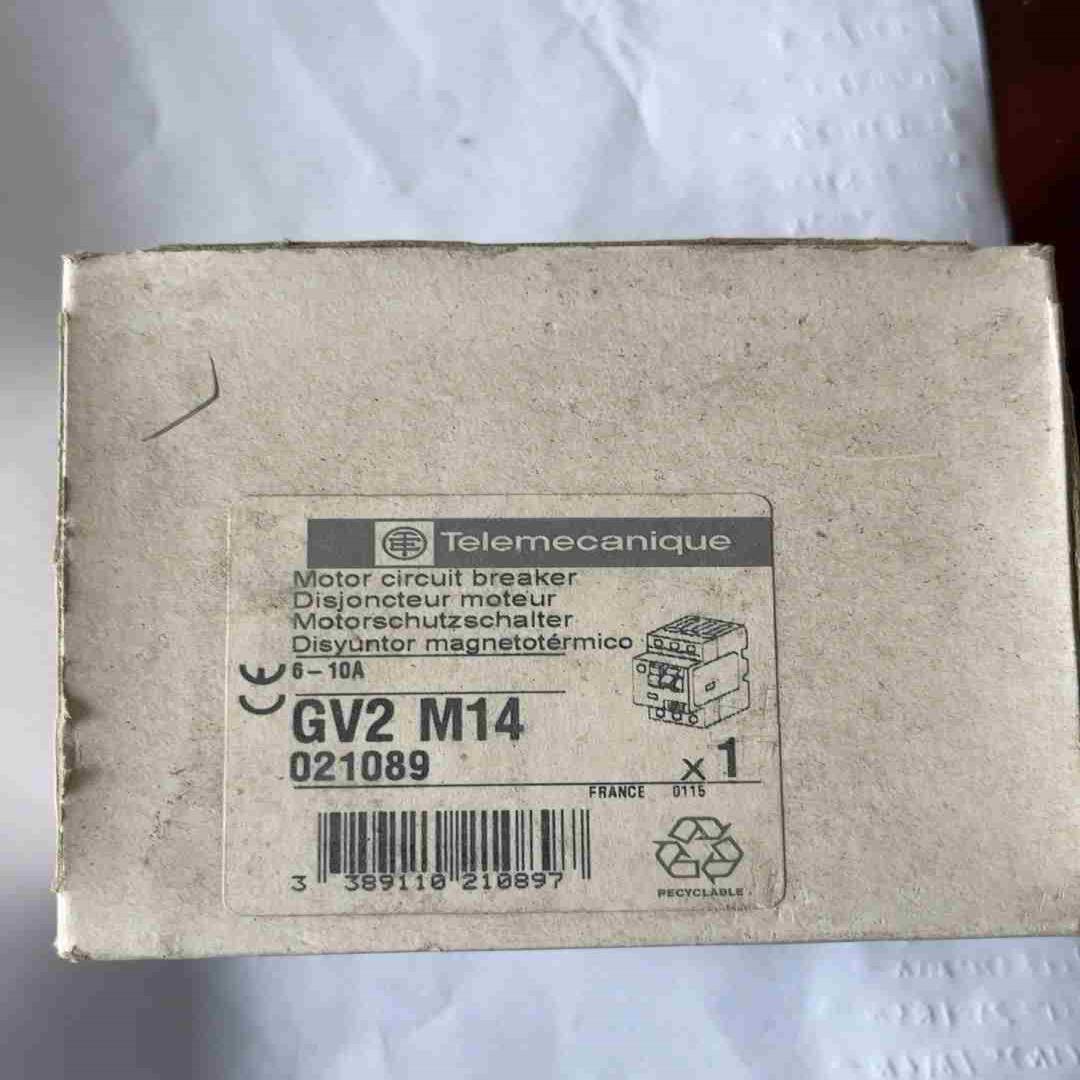 Telemecanique
Motor circuit breaker
Disjoncteur moteur
Motorschutzschalter
Disyuntor magnetotérmico
CE 6-10A
GV2 M14
021089
x 1
FRANCE 0115
3 389110 210897
RECYCLABLE